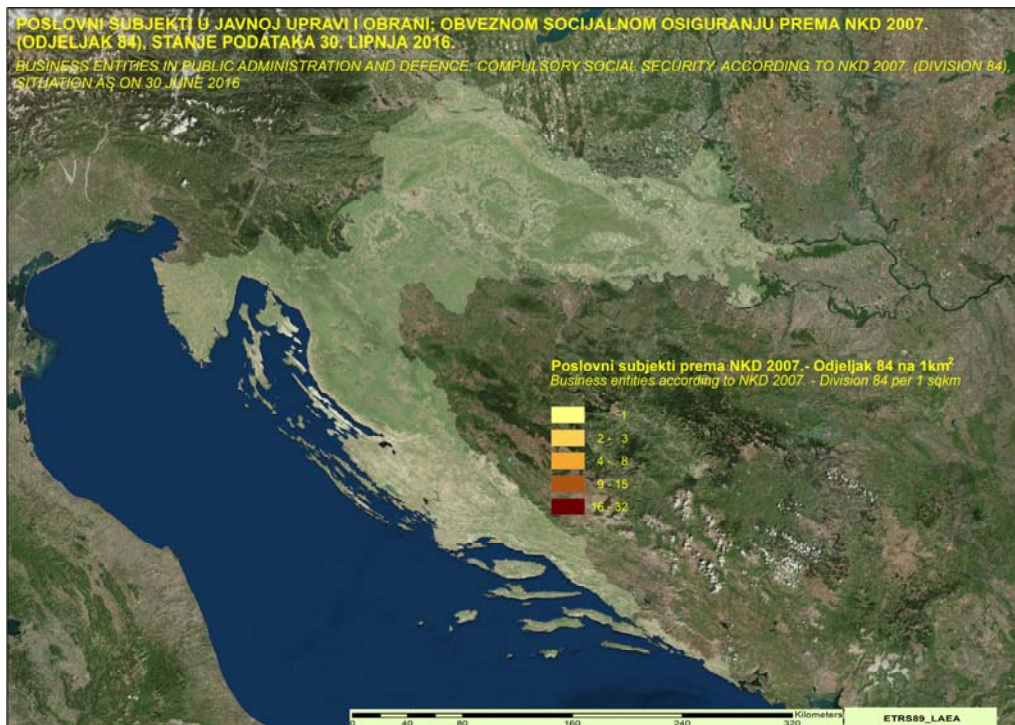 POSLOVNI SUBJEKTI U JAVNOJ UPRAVI I OBRANI; OBVEZNOM SOCIJALNOM OSIGURANJU PREMA NKD 2007.
(ODJELJAK 84), STANJE PODATAKA 30. LIPNJA 2016.
BUSINESS ENTITIES IN PUBLIC ADMINISTRATION AND DEFENCE; COMPULSORY SOCIAL SECURITY ACCORDING TO NKD 2007. (DIVISION 84),
SITUATION AS ON 30 JUNE 2016
Poslovni subjekti prema NKD 2007.- Odjeljak 84 na 1km²
Business entities according to NKD 2007. - Division 84 per 1 sqkm
1
2 - 3
4 - 8
9 - 15
16 - 32
Kilometers
0 40 80 160 240 320
ETRS89_LAEA